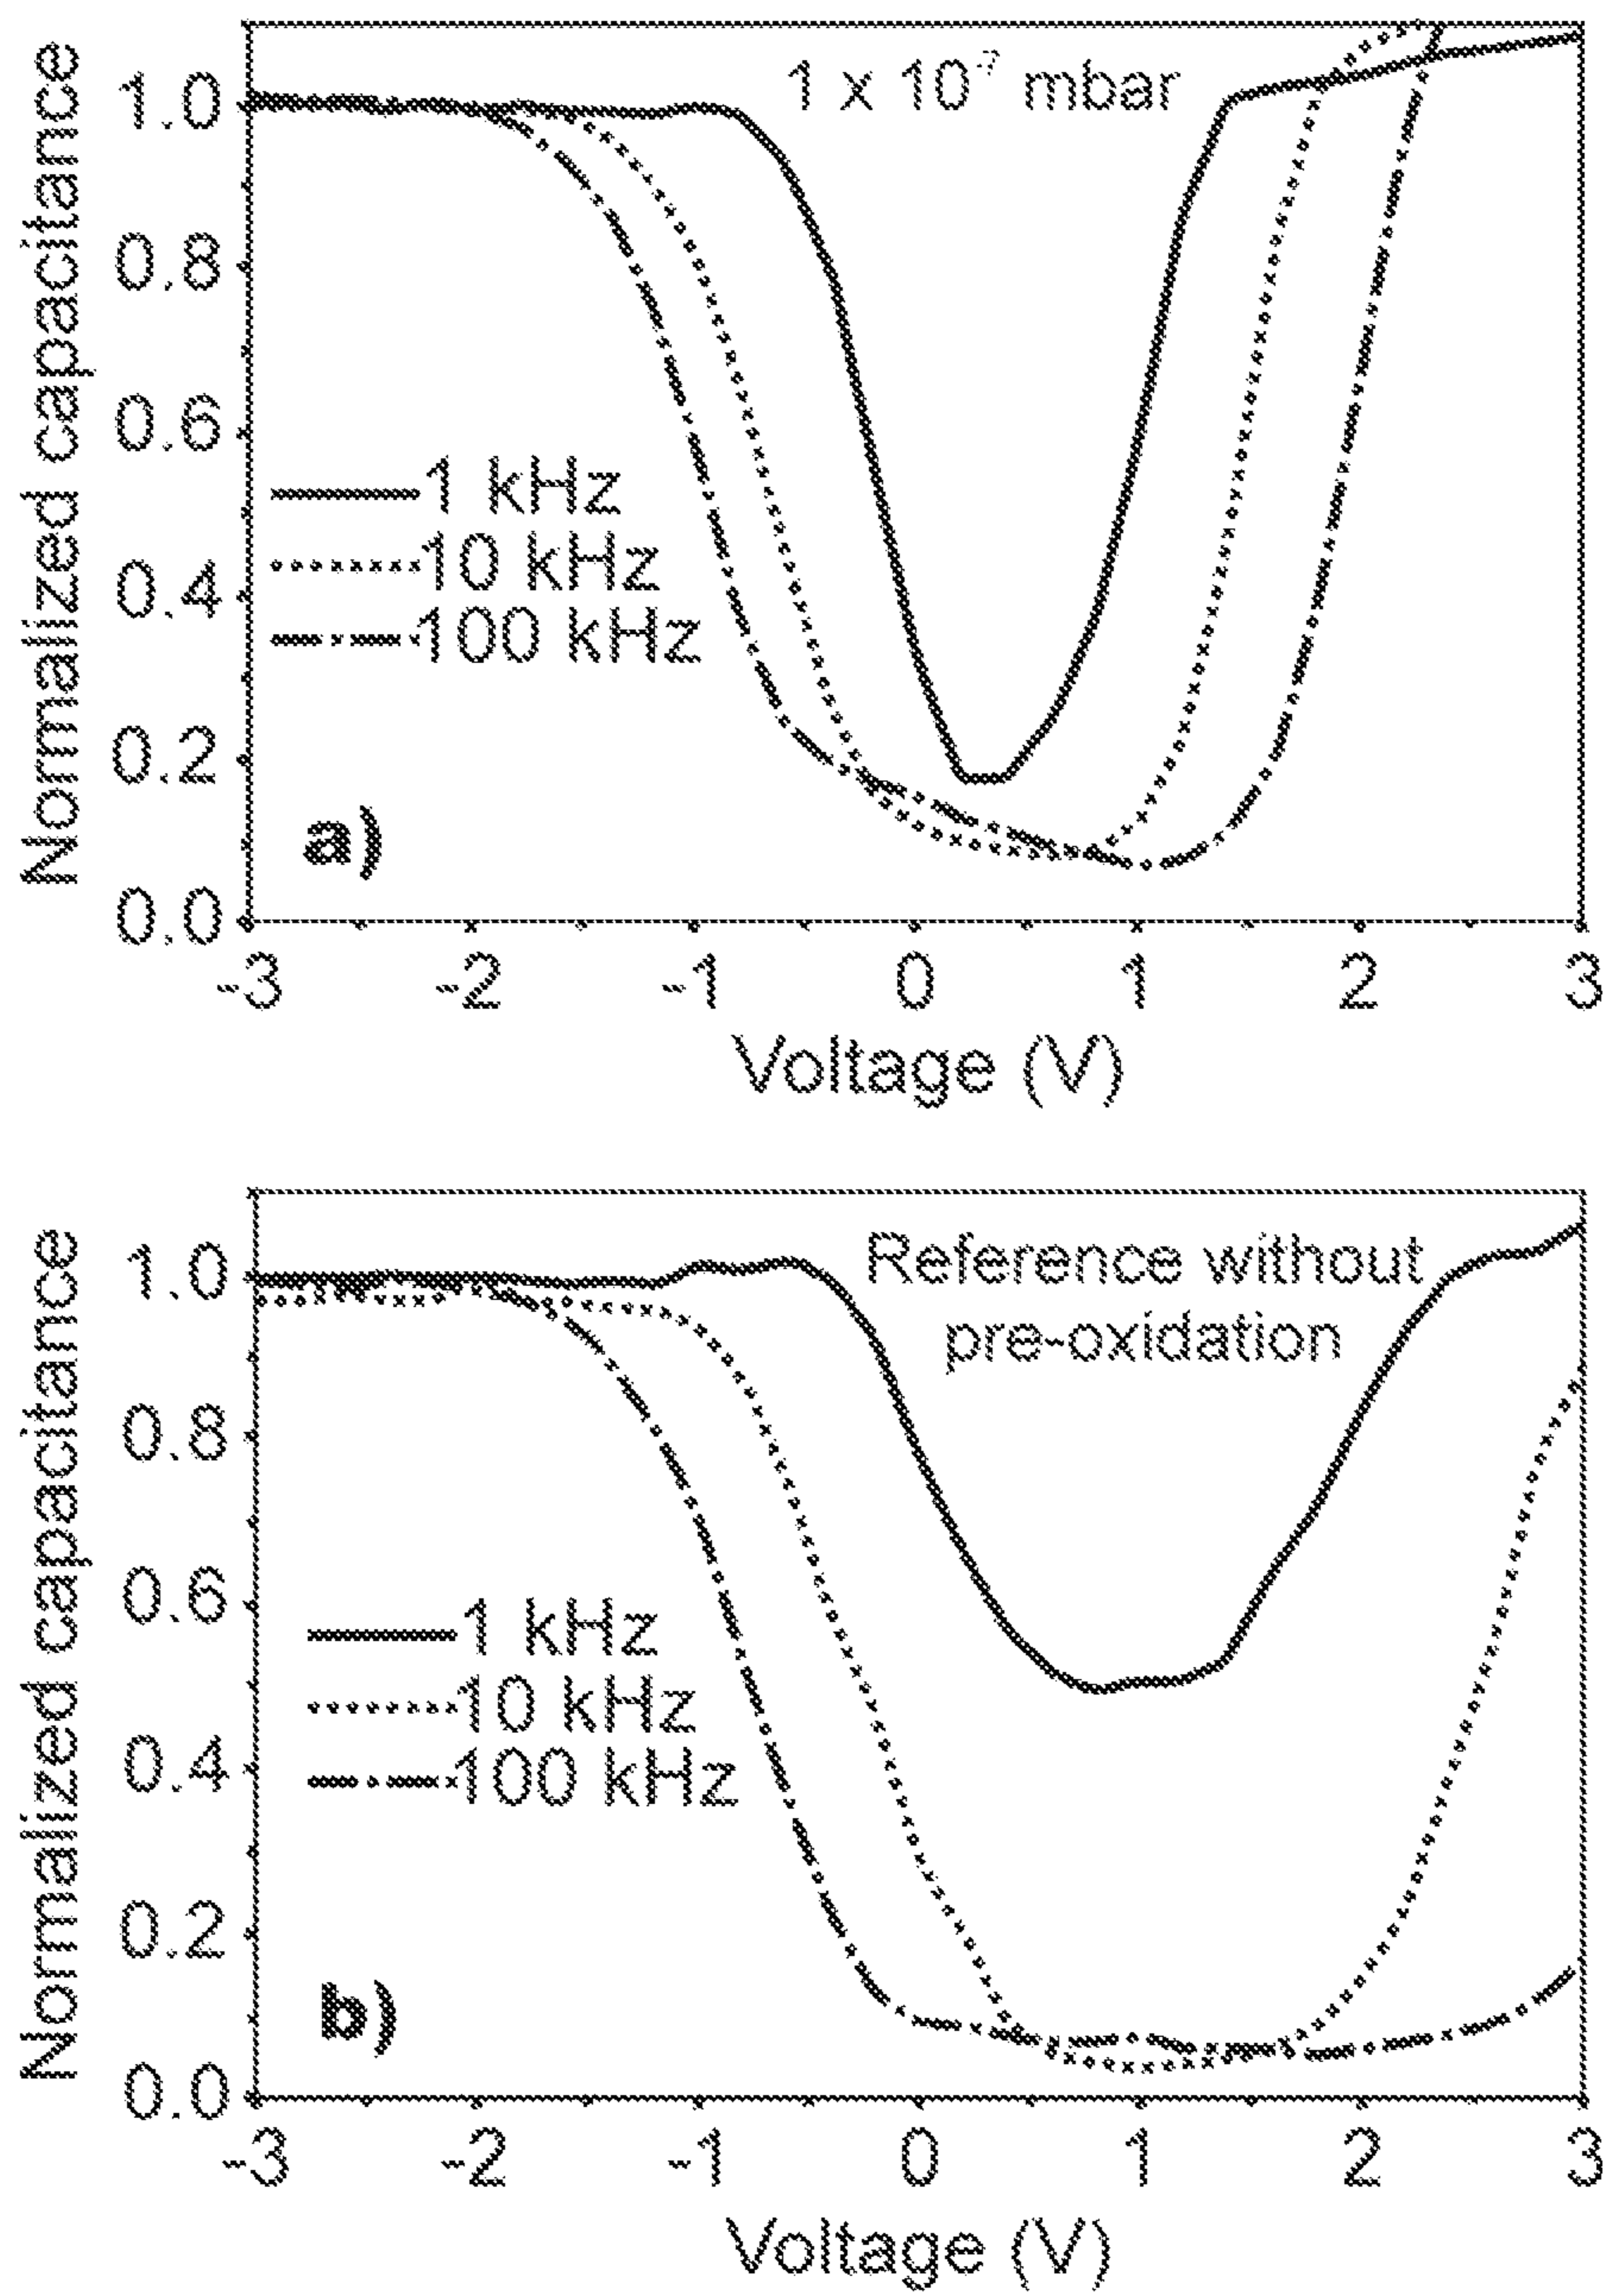 Normalized capacitance
1.0
0.8
0.6
0.4
0.2
0.0
1 x 10⁻⁷ mbar
1 kHz
10 kHz
100 kHz
a)
-3 -2 -1 0 1 2 3
Voltage (V)
Normalized capacitance
1.0
0.8
0.6
0.4
0.2
0.0
Reference without
pre-oxidation
1 kHz
10 kHz
100 kHz
b)
-3 -2 -1 0 1 2 3
Voltage (V)